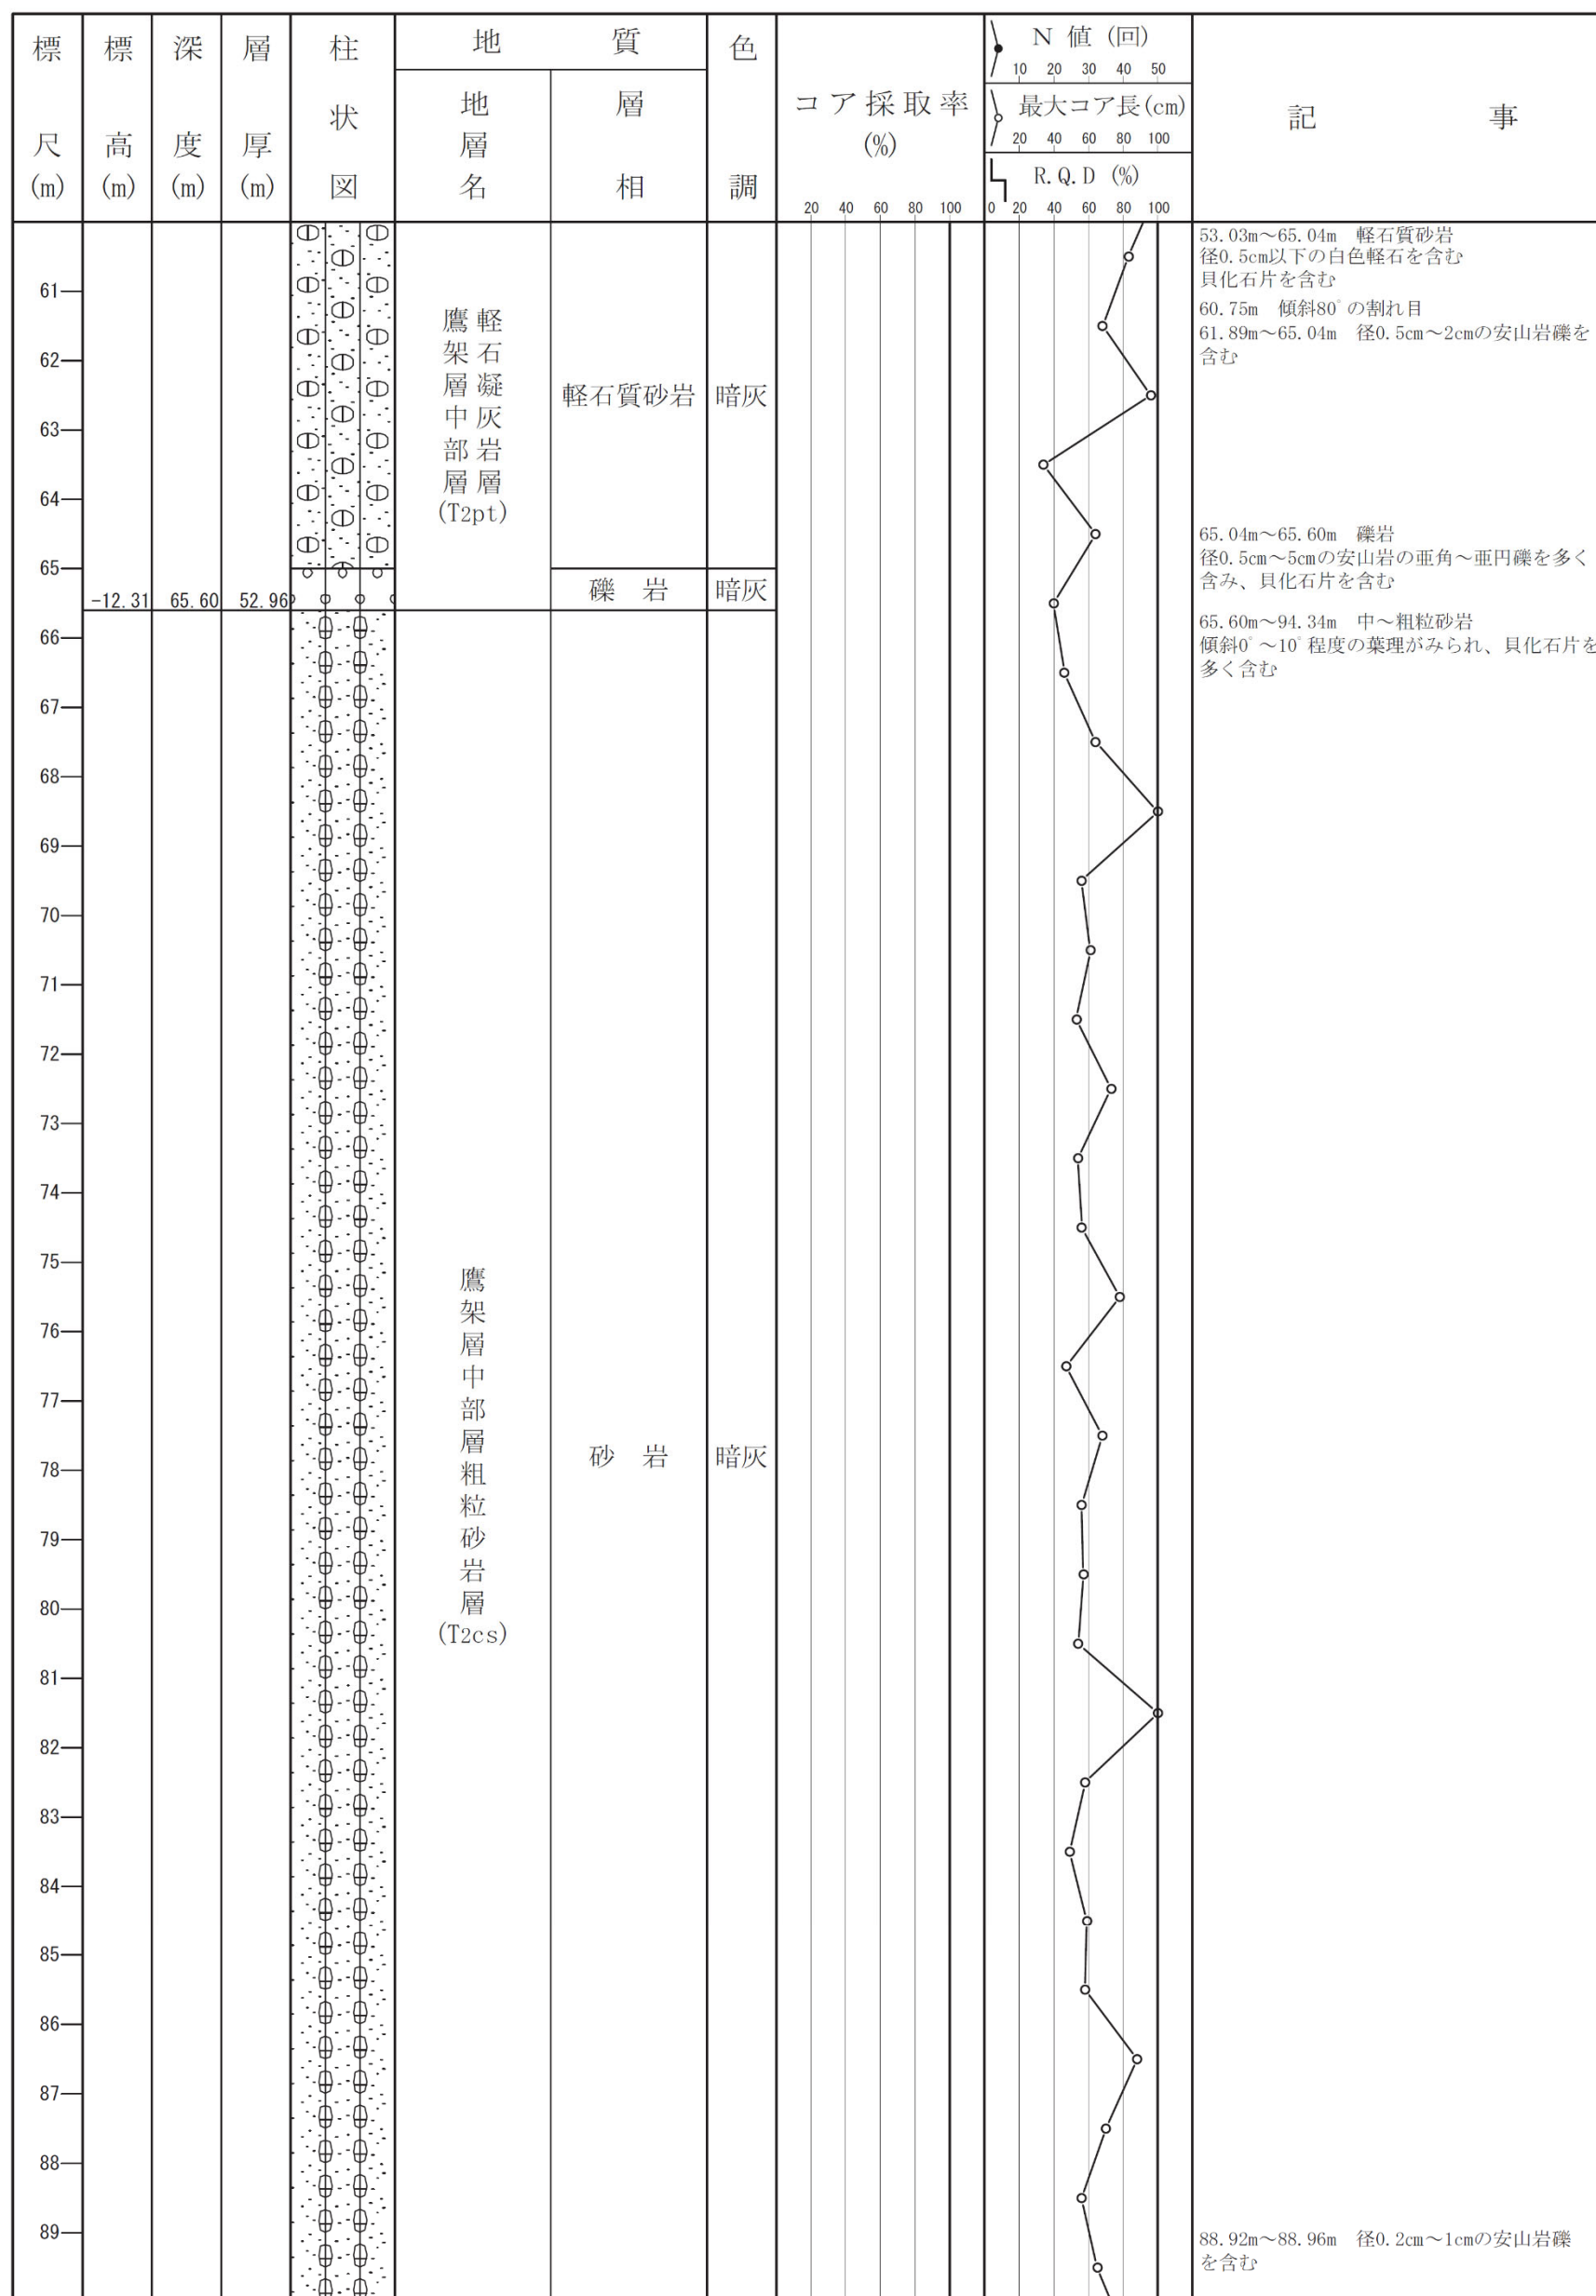 標尺(m)
標高(m)
深度(m)
層厚(m)
柱状図
地質
地層名
層相
色調
コア採取率
(%)
20 40 60 80 100
N 値 (回)
10 20 30 40 50
最大コア長(cm)
20 40 60 80 100
R.Q.D (%)
0 20 40 60 80 100
記事
61
62
63
64
65
66
67
68
69
70
71
72
73
74
75
76
77
78
79
80
81
82
83
84
85
86
87
88
89
-12.31 65.60 52.96
鷹架層中部層
軽石凝灰岩層
(T2pt)
軽石質砂岩
暗灰
礫 岩
暗灰
鷹架層中部層粗粒砂岩層
(T2cs)
砂 岩
暗灰
53.03m～65.04m 軽石質砂岩
径0.5cm以下の白色軽石を含む
貝化石片を含む
60.75m 傾斜80°の割れ目
61.89m～65.04m 径0.5cm～2cmの安山岩礫を
含む
65.04m～65.60m 礫岩
径0.5cm～5cmの安山岩の亜角～亜円礫を多く
含み、貝化石片を含む
65.60m～94.34m 中～粗粒砂岩
傾斜0°～10°程度の葉理がみられ、貝化石片を
多く含む
88.92m～88.96m 径0.2cm～1cmの安山岩礫
を含む